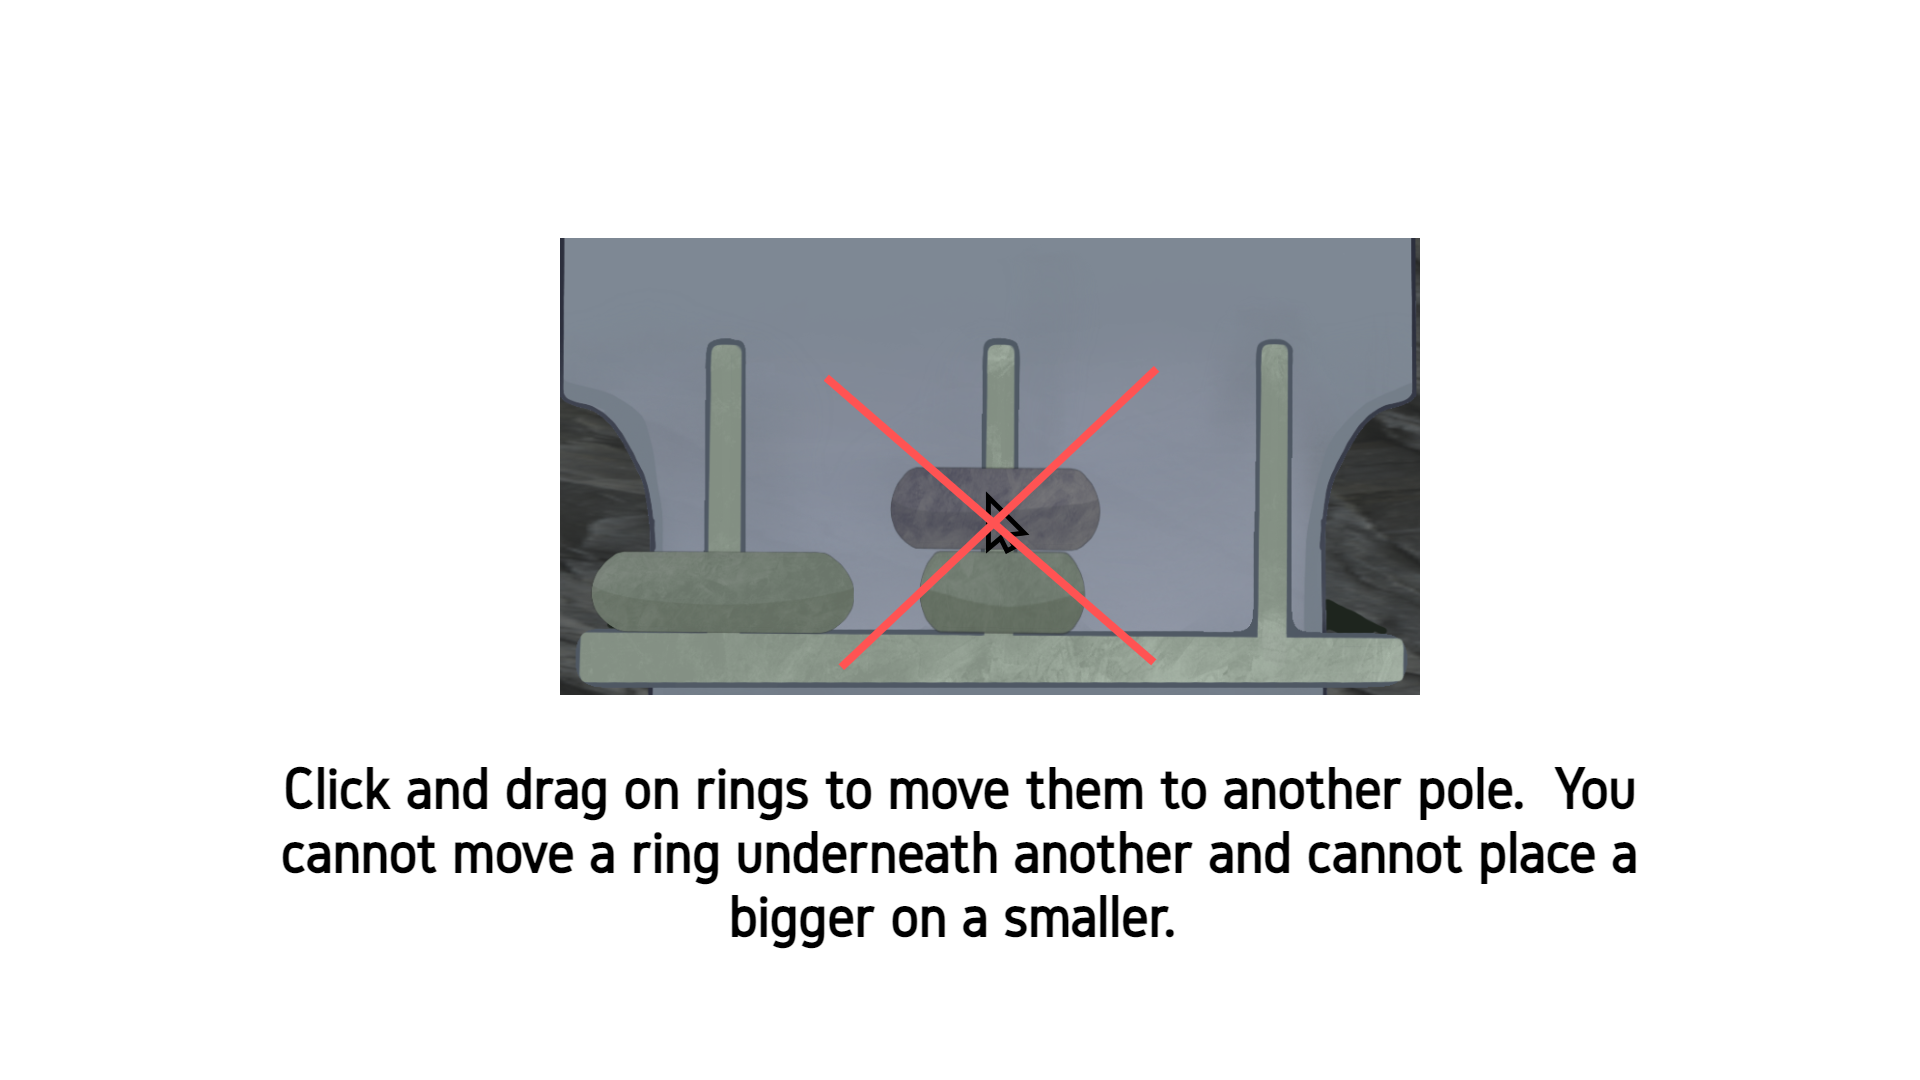 Click and drag on rings to move them to another pole.  You
cannot move a ring underneath another and cannot place a
bigger on a smaller.